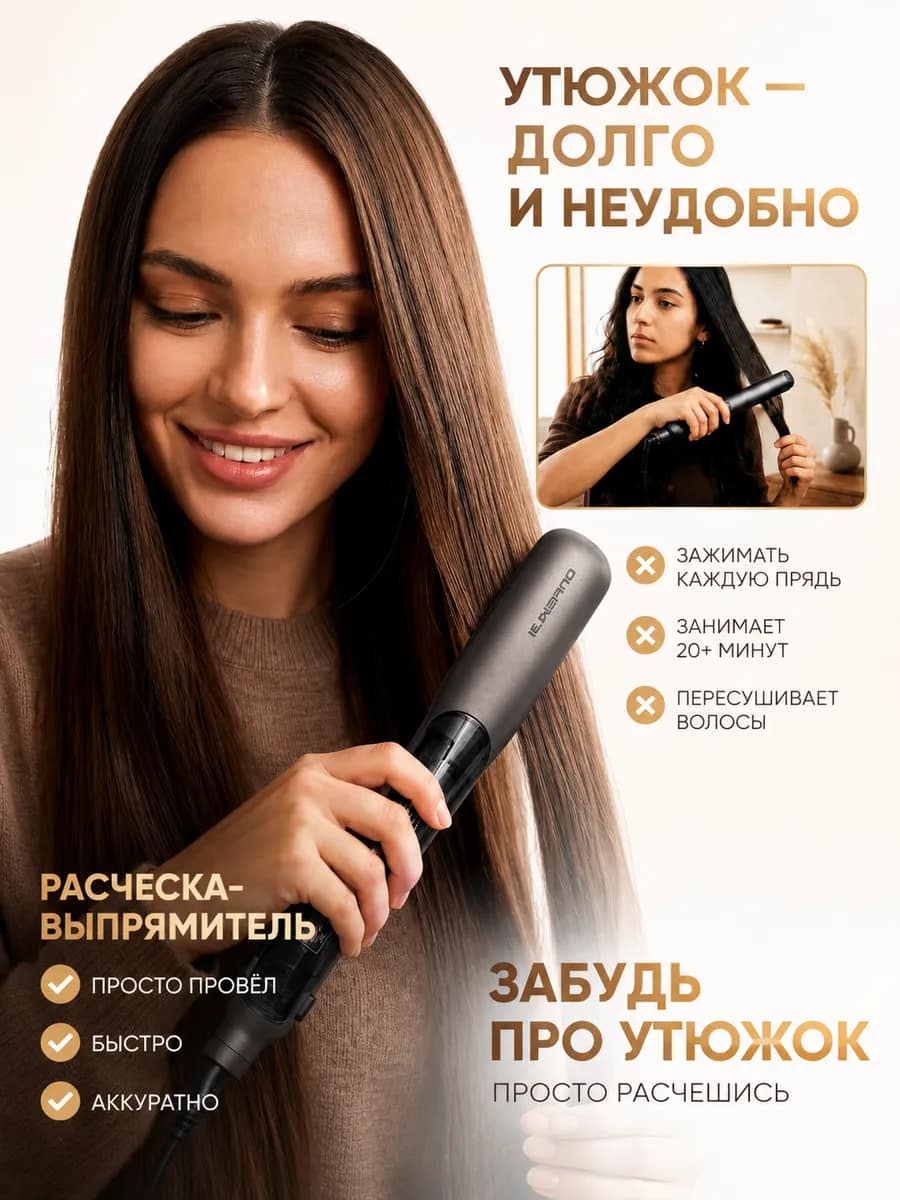 УТЮЖОК —
ДОЛГО
И НЕУДОБНО
ЗАЖИМАТЬ
КАЖДУЮ ПРЯДЬ
ЗАНИМАЕТ
20+ МИНУТ
ПЕРЕСУШИВАЕТ
ВОЛОСЫ
РАСЧЕСКА-
ВЫПРЯМИТЕЛЬ
ПРОСТО ПРОВЁЛ
БЫСТРО
АККУРАТНО
ЗАБУДЬ
ПРО УТЮЖОК
ПРОСТО РАСЧЕШИСЬ